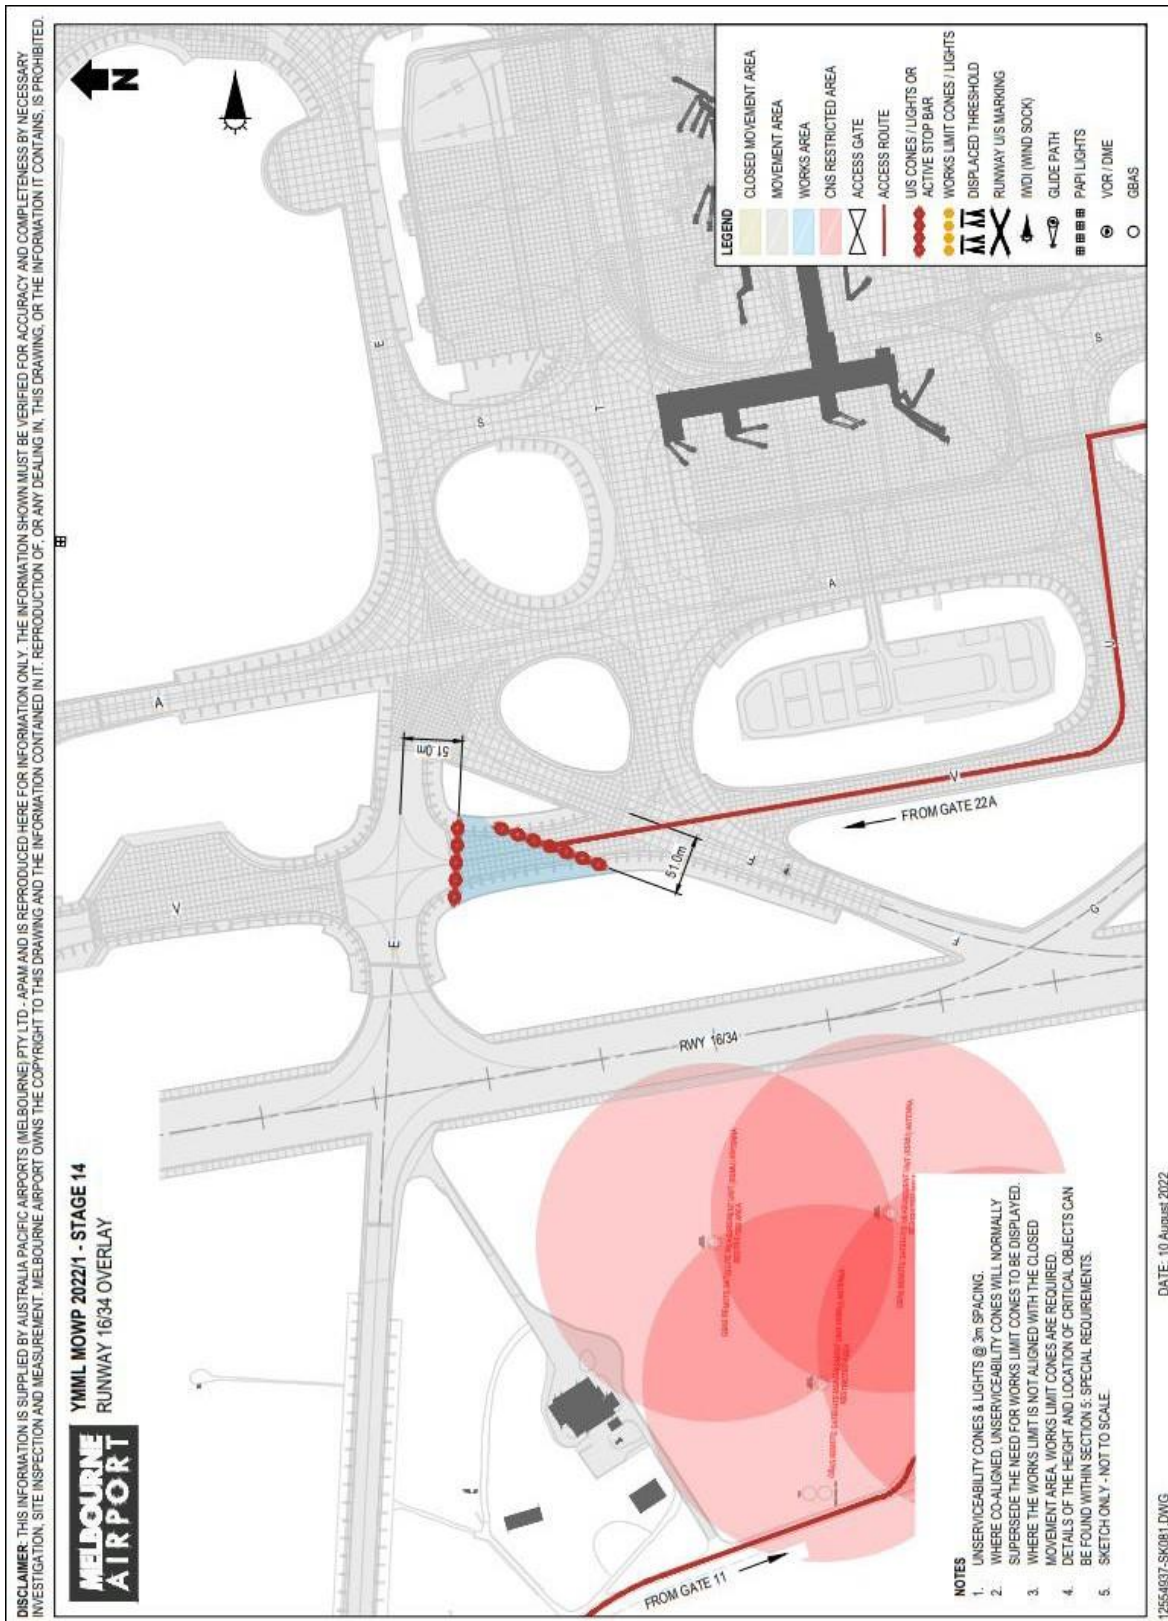 DISCLAIMER: THIS INFORMATION IS SUPPLIED BY AUSTRALIA PACIFIC AIRPORTS (MELBOURNE) PTY LTD - APAM AND IS REPRODUCED HERE FOR INFORMATION ONLY. THE INFORMATION SHOWN MUST BE VERIFIED FOR ACCURACY AND COMPLETENESS BY NECESSARY
INVESTIGATION, SITE INSPECTION AND MEASUREMENT. MELBOURNE AIRPORT OWNS THE COPYRIGHT TO THIS DRAWING AND THE INFORMATION CONTAINED IN IT. REPRODUCTION OF, OR ANY DEALING IN, THIS DRAWING, OR THE INFORMATION IT CONTAINS, IS PROHIBITED.
MELBOURNE
AIRPORT
YMML MOWP 2022/1 - STAGE 14
RUNWAY 16/34 OVERLAY
N
A
V
E
E
S
T
51.0m
51.0m
RWY 16/34
F
F
G
V
FROM GATE 22A
A
U
U
S
FROM GATE 11
LEGEND
CLOSED MOVEMENT AREA
MOVEMENT AREA
WORKS AREA
CNS RESTRICTED AREA
ACCESS GATE
ACCESS ROUTE
U/S CONES / LIGHTS OR
ACTIVE STOP BAR
WORKS LIMIT CONES / LIGHTS
DISPLACED THRESHOLD
RUNWAY U/S MARKING
IWDI (WIND SOCK)
GLIDE PATH
PAPI LIGHTS
VOR / DME
GBAS
NOTES
1. UNSERVICEABILITY CONES & LIGHTS @ 3m SPACING.
2. WHERE CO-ALIGNED, UNSERVICEABILITY CONES WILL NORMALLY
SUPERSEDE THE NEED FOR WORKS LIMIT CONES TO BE DISPLAYED.
3. WHERE THE WORKS LIMIT IS NOT ALIGNED WITH THE CLOSED
MOVEMENT AREA, WORKS LIMIT CONES ARE REQUIRED.
4. DETAILS OF THE HEIGHT AND LOCATION OF CRITICAL OBJECTS CAN
BE FOUND WITHIN SECTION 5: SPECIAL REQUIREMENTS.
5. SKETCH ONLY - NOT TO SCALE.
12554937-SK081.DWG
DATE: 10 August 2022